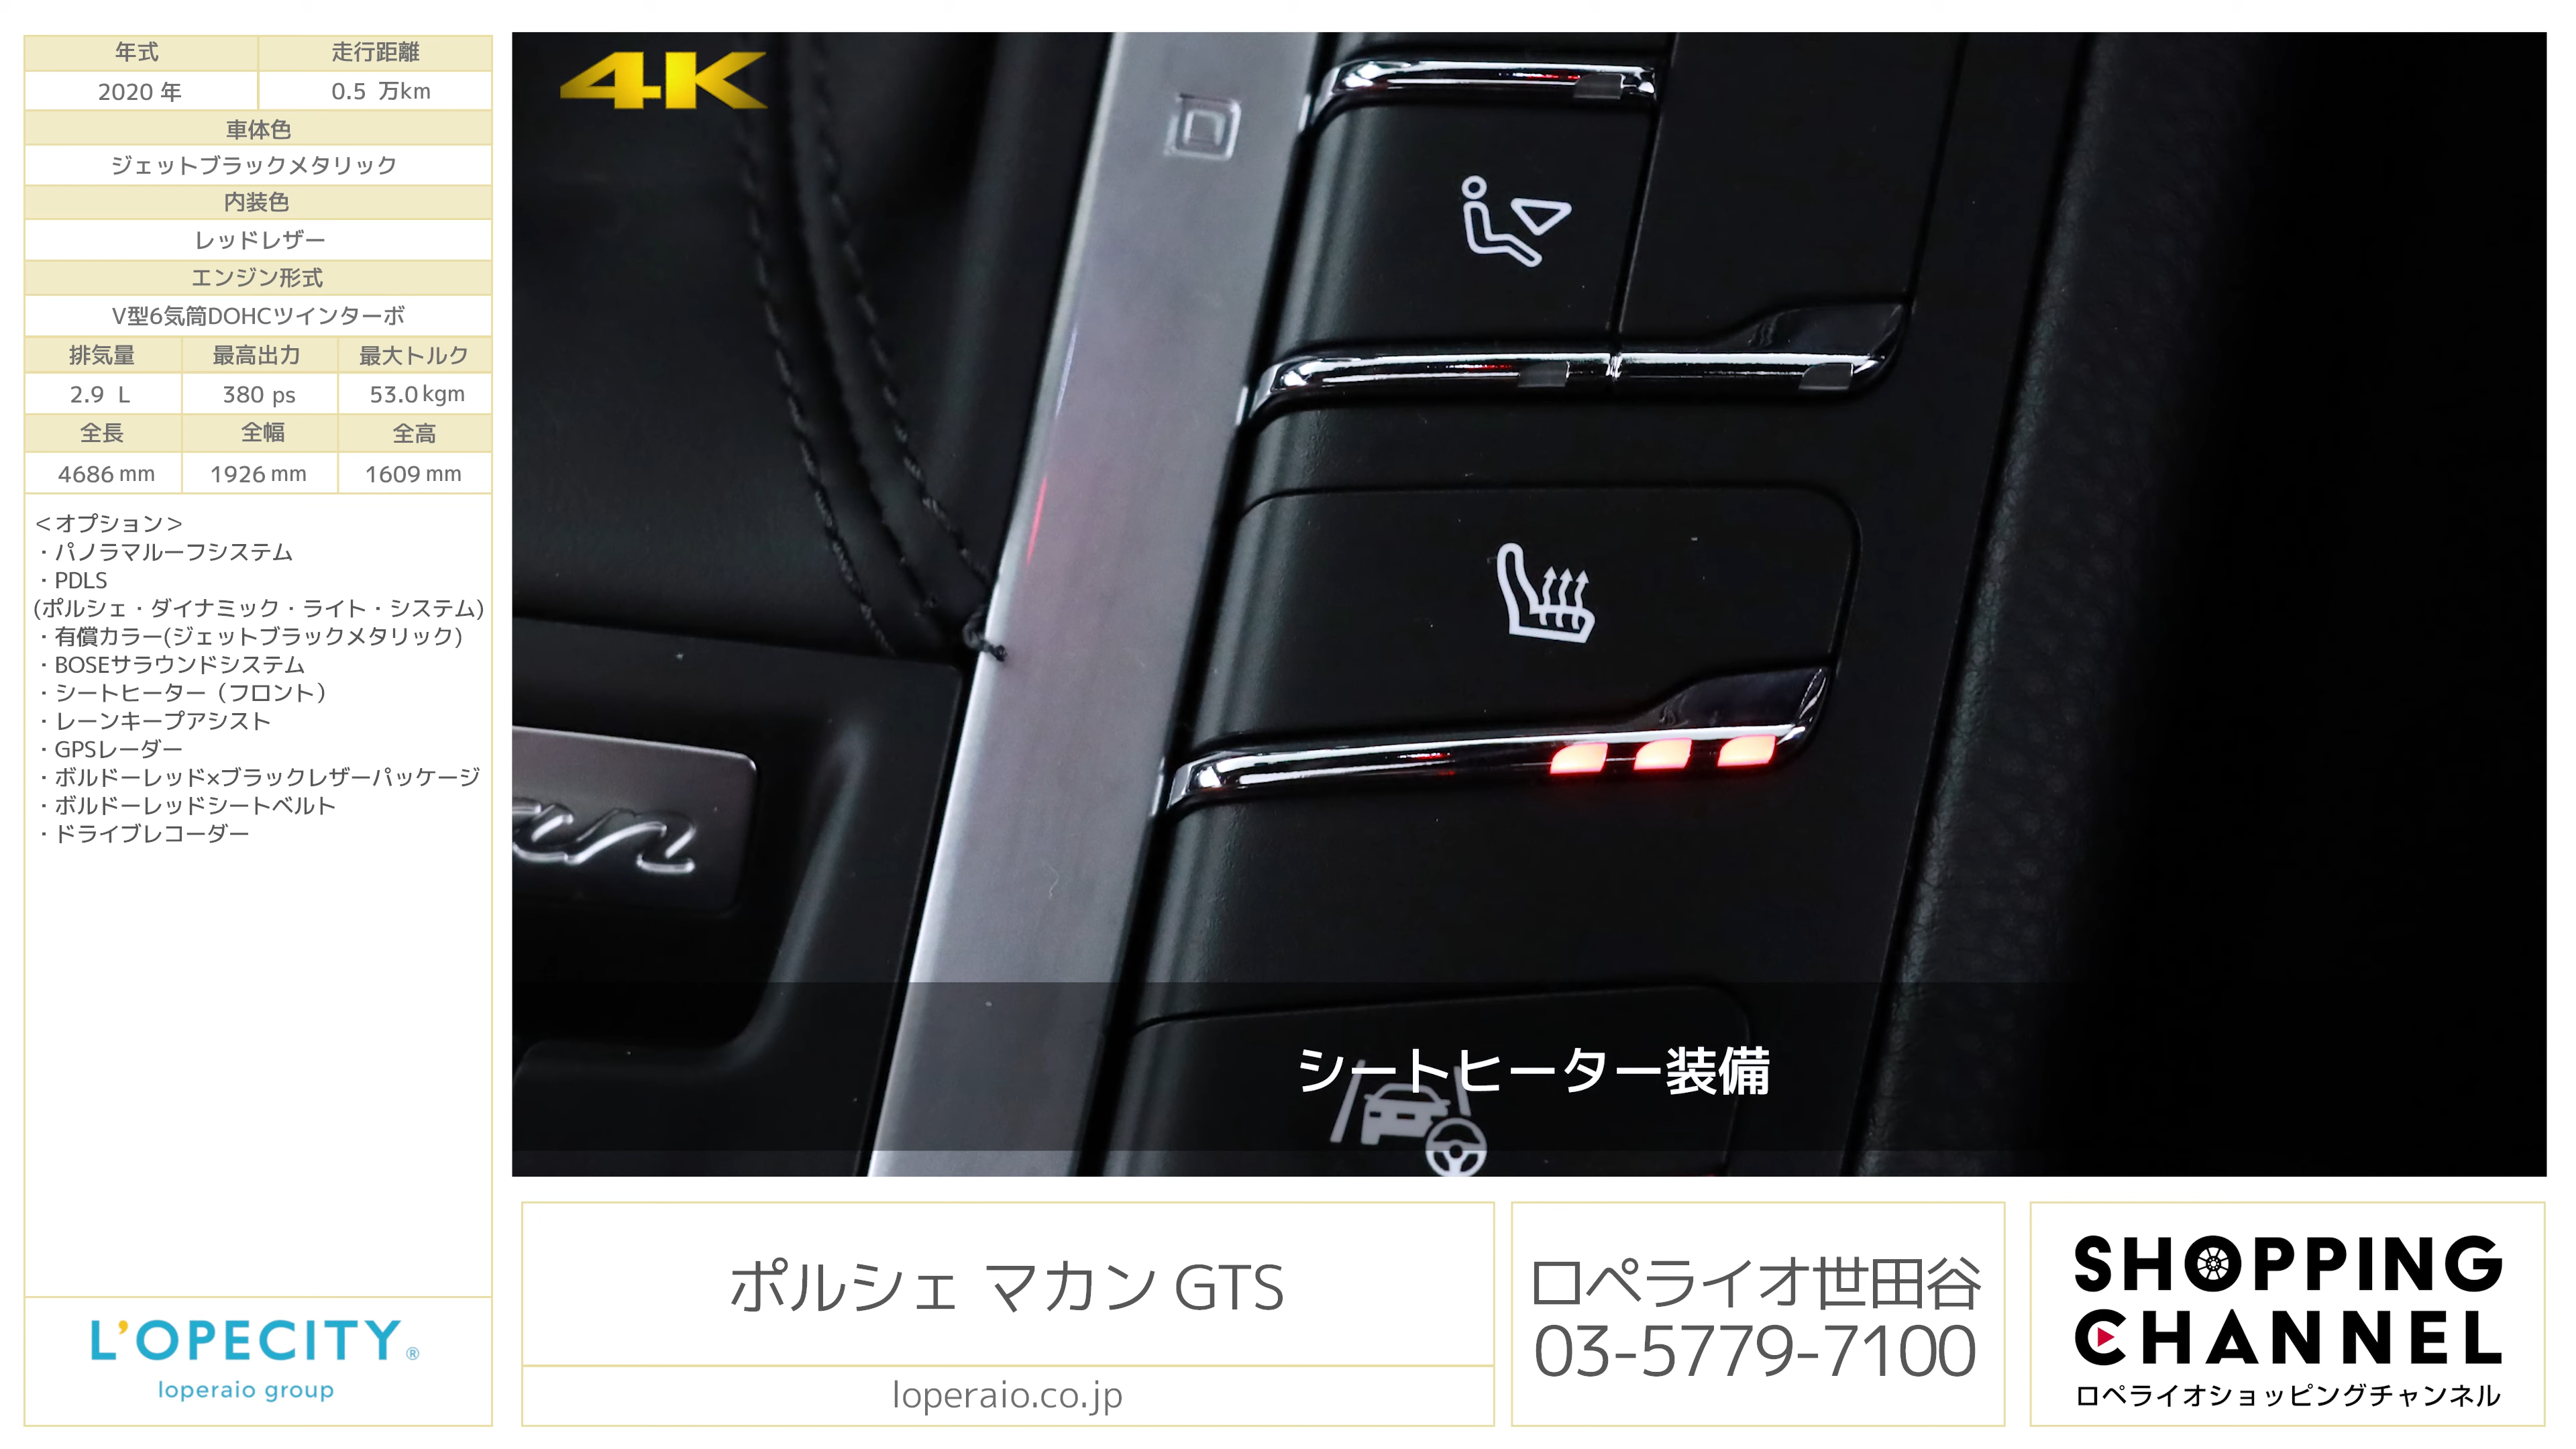 年式 走行距離
2020 年 0.5 万km
車体色
ジェットブラックメタリック
内装色
レッドレザー
エンジン形式
V型6気筒DOHCツインターボ
排気量 最高出力 最大トルク
2.9 L 380 ps 53.0kgm
全長 全幅 全高
4686 mm 1926 mm 1609 mm
＜オプション＞
・パノラマルーフシステム
・PDLS
(ポルシェ・ダイナミック・ライト・システム)
・有償カラー(ジェットブラックメタリック)
・BOSEサラウンドシステム
・シートヒーター（フロント）
・レーンキープアシスト
・GPSレーダー
・ボルドーレッド×ブラックレザーパッケージ
・ボルドーレッドシートベルト
・ドライブレコーダー
L'OPECITY®
loperaio group
4K
シートヒーター装備
ポルシェ マカン GTS
loperaio.co.jp
ロペライオ世田谷
03-5779-7100
SHOPPING
CHANNEL
ロペライオショッピングチャンネル